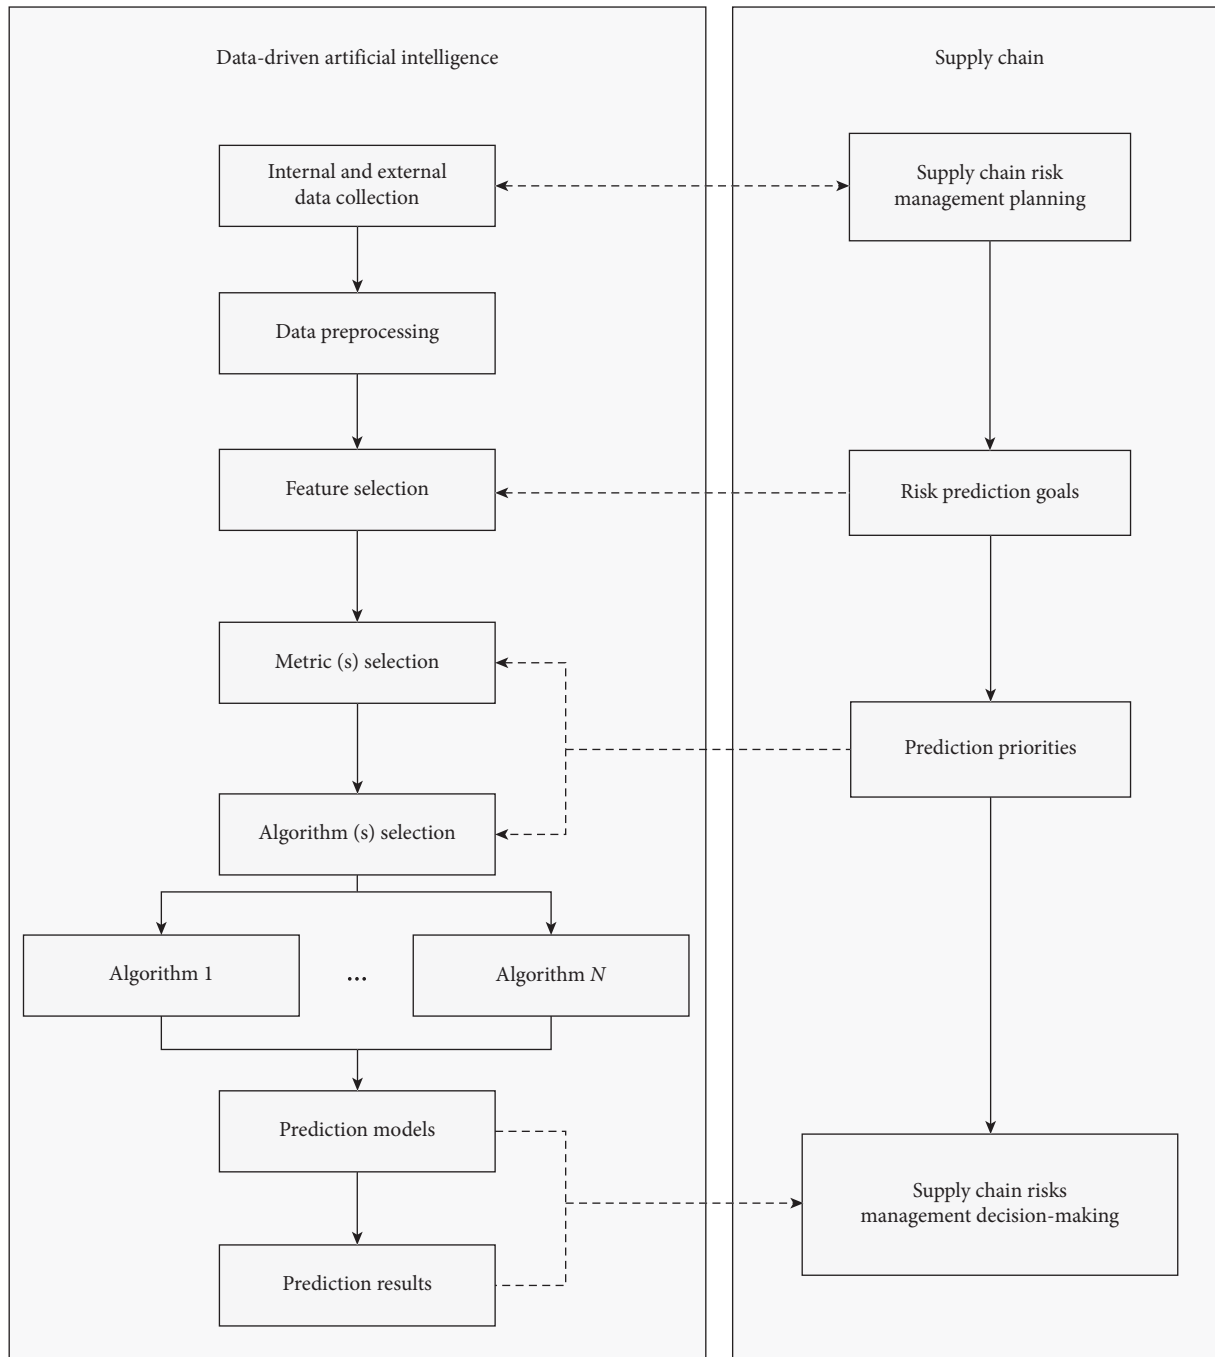 Data-driven artificial intelligence
Internal and external
data collection
Data preprocessing
Feature selection
Metric (s) selection
Algorithm (s) selection
Algorithm 1
...
Algorithm N
Prediction models
Prediction results
Supply chain
Supply chain risk
management planning
Risk prediction goals
Prediction priorities
Supply chain risks
management decision-making